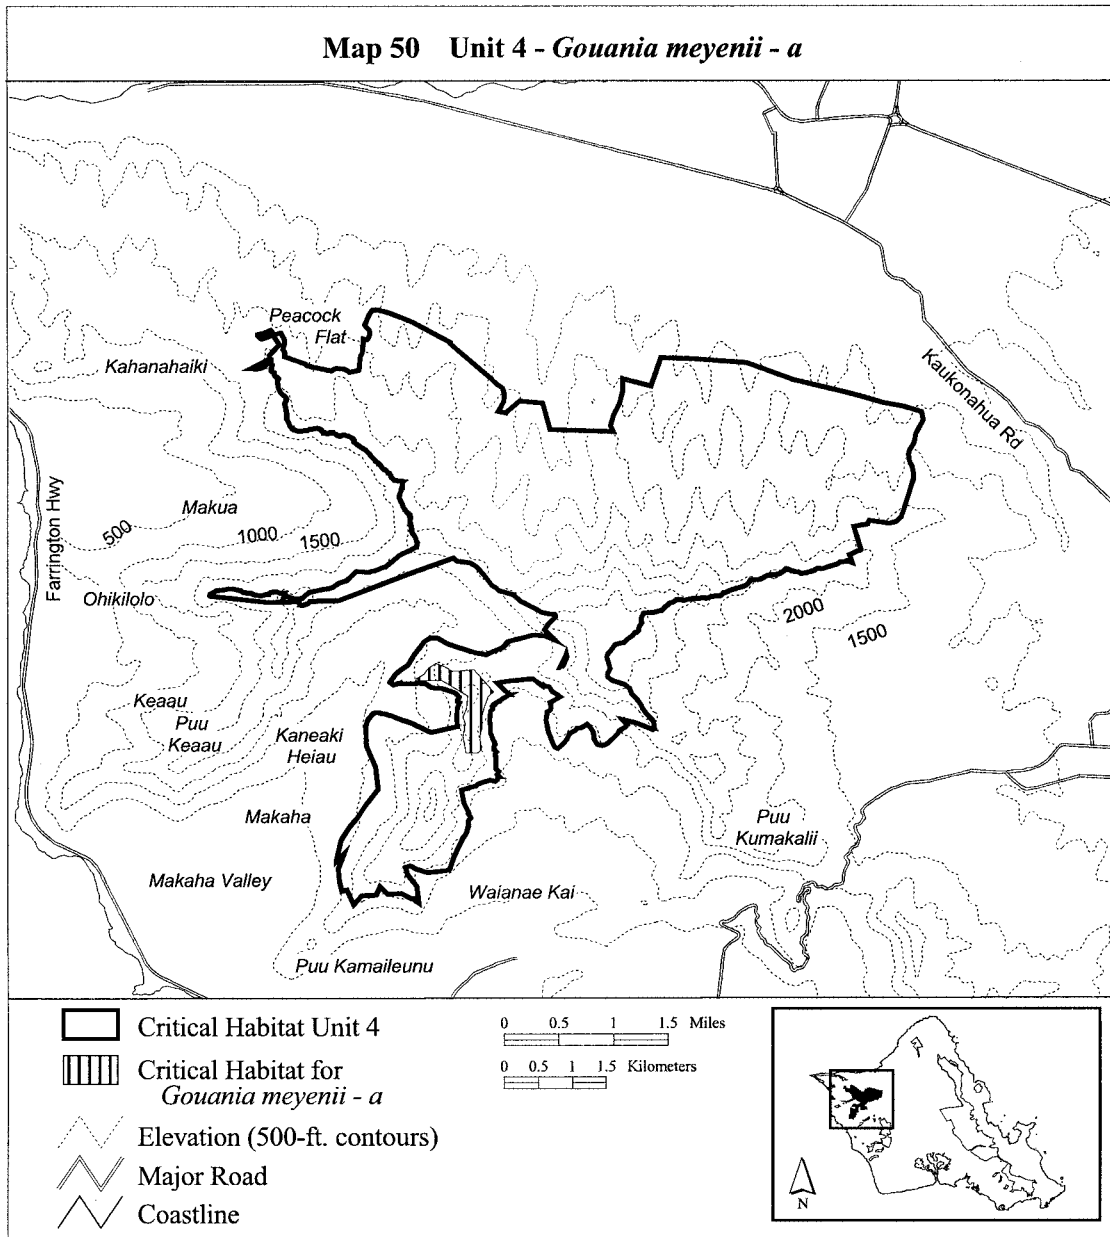 Map 50 Unit 4 - Gouania meyenii - a
Peacock
Flat
Kahanahaiki
Kaukonahua Rd
Farrington Hwy
Makua
500
1000
1500
Ohikilolo
2000
1500
Keaau
Puu
Keaau
Kaneaki
Heiau
Makaha
Puu
Kumakalii
Makaha Valley
Waianae Kai
Puu Kamaileunu
Critical Habitat Unit 4
Critical Habitat for
Gouania meyenii - a
Elevation (500-ft. contours)
Major Road
Coastline
0 0.5 1 1.5 Miles
0 0.5 1 1.5 Kilometers
N